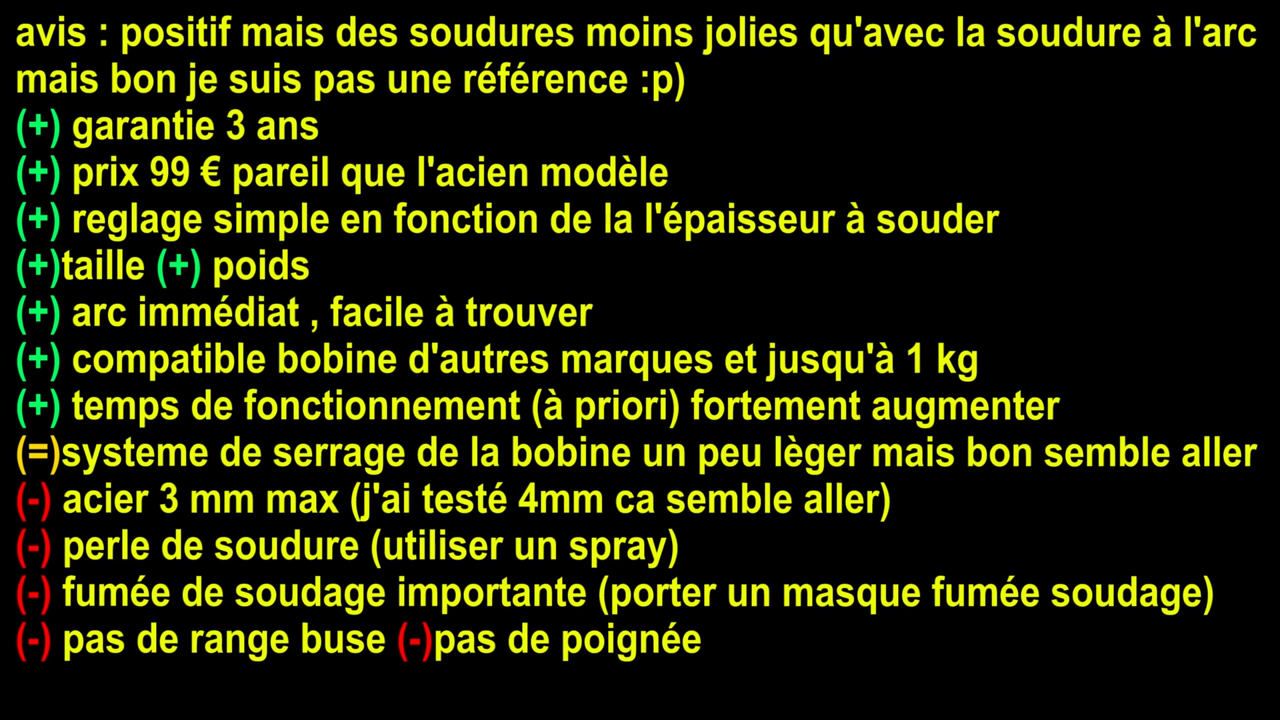 avis : positif mais des soudures moins jolies qu'avec la soudure à l'arc
mais bon je suis pas une référence :p)
(+) garantie 3 ans
(+) prix 99 € pareil que l'acien modèle
(+) reglage simple en fonction de la l'épaisseur à souder
(+)taille (+) poids
(+) arc immédiat , facile à trouver
(+) compatible bobine d'autres marques et jusqu'à 1 kg
(+) temps de fonctionnement (à priori) fortement augmenter
(=)systeme de serrage de la bobine un peu lèger mais bon semble aller
(-) acier 3 mm max (j'ai testé 4mm ca semble aller)
(-) perle de soudure (utiliser un spray)
(-) fumée de soudage importante (porter un masque fumée soudage)
(-) pas de range buse (-)pas de poignée